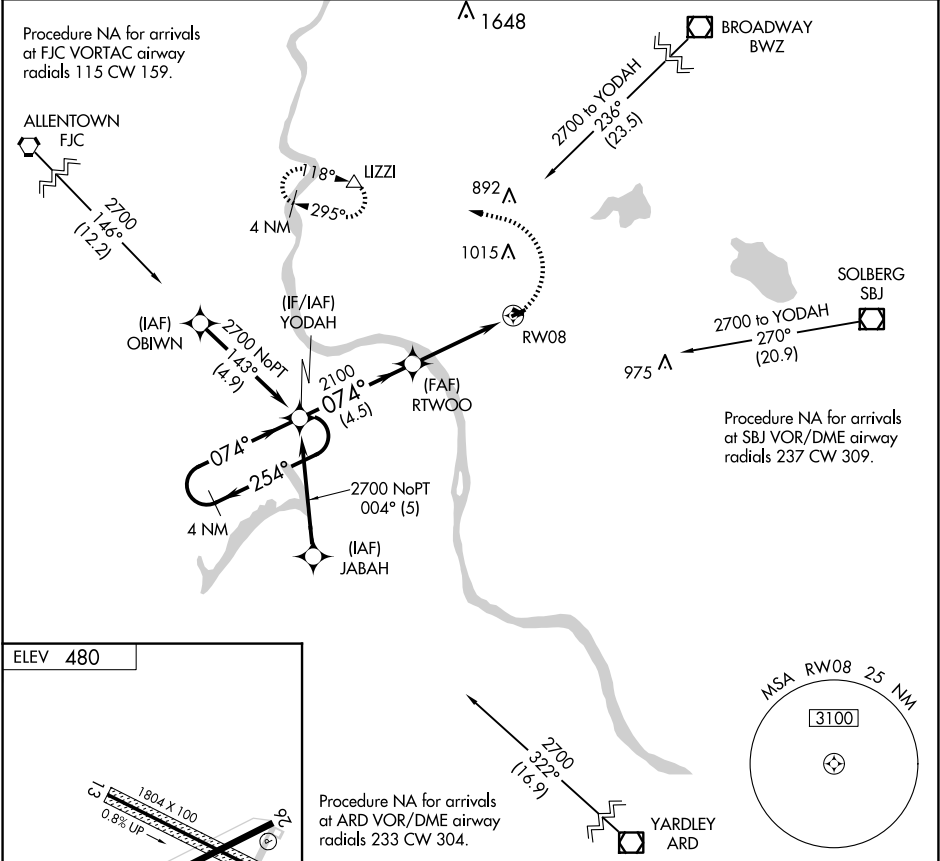 Procedure NA for arrivals
at FJC VORTAC airway
radials 115 CW 159.
1648
BROADWAY
BWZ
2700 to YODAH
236°
(23.5)
ALLENTOWN
FJC
2700
146°
(12.2)
118°
LIZZI
295°
4 NM
892
1015
SOLBERG
SBJ
2700 to YODAH
270°
(20.9)
975
(IF/IAF)
YODAH
(IAF)
OBIWN
2700 NoPT
143°
(4.9)
RW08
2100
074°
(4.5)
(FAF)
RTWOO
074°
254°
4 NM
2700 NoPT
004° (5)
(IAF)
JABAH
Procedure NA for arrivals
at SBJ VOR/DME airway
radials 237 CW 309.
ELEV 480
MSA RW08 25 NM
3100
13
1804 X 100
0.8% UP
26
P
2700
322°
(16.9)
Procedure NA for arrivals
at ARD VOR/DME airway
radials 233 CW 304.
YARDLEY
ARD